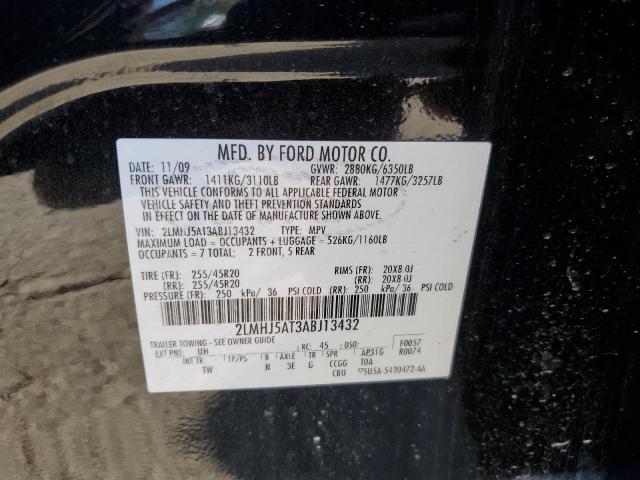 MFD. BY FORD MOTOR CO.
DATE: 11/09 GVWR: 2880KG/6350LB
FRONT GAWR: 1411KG/3110LB REAR GAWR: 1477KG/3257LB
THIS VEHICLE CONFORMS TO ALL APPLICABLE FEDERAL MOTOR
VEHICLE SAFETY AND THEFT PREVENTION STANDARDS
IN EFFECT ON THE DATE OF MANUFACTURE SHOWN ABOVE.
VIN: 2LMHJ5AT3ABJ13432 TYPE: MPV
MAXIMUM LOAD = OCCUPANTS + LUGGAGE = 526KG/1160LB
OCCUPANTS = 7 TOTAL: 2 FRONT, 5 REAR
TIRE (FR): 255/45R20 RIMS (FR): 20X8.0J
(RR): 255/45R20 (RR): 20X8.0J
PRESSURE (FR): 250 kPa/ 36 PSI COLD (RR): 250 kPa/ 36 PSI COLD
2LMHJ5AT3ABJ13432
TRAILER TOWING - SEE OWNER GUIDE F0057
EXT PNT: UH RC: 45 DSO: R0074
TP/PS R AXLE TR SPR AP31G
TW N 3E G CCGG TOA
CBU 5U5A-5420472-AA